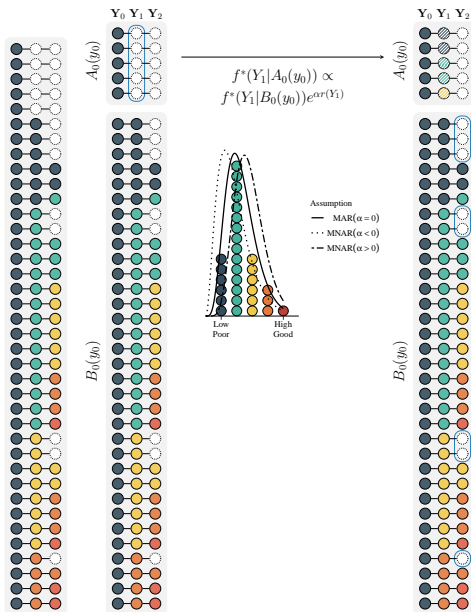 Y₀ Y₁ Y₂
A₀(y₀)
B₀(y₀)
f*(Y₁|A₀(y₀)) ∝
f*(Y₁|B₀(y₀))e^{αr(Y₁)}
Assumption
MAR(α=0)
MNAR(α<0)
MNAR(α>0)
Low
Poor
High
Good
Y₀ Y₁ Y₂
A₀(y₀)
B₀(y₀)